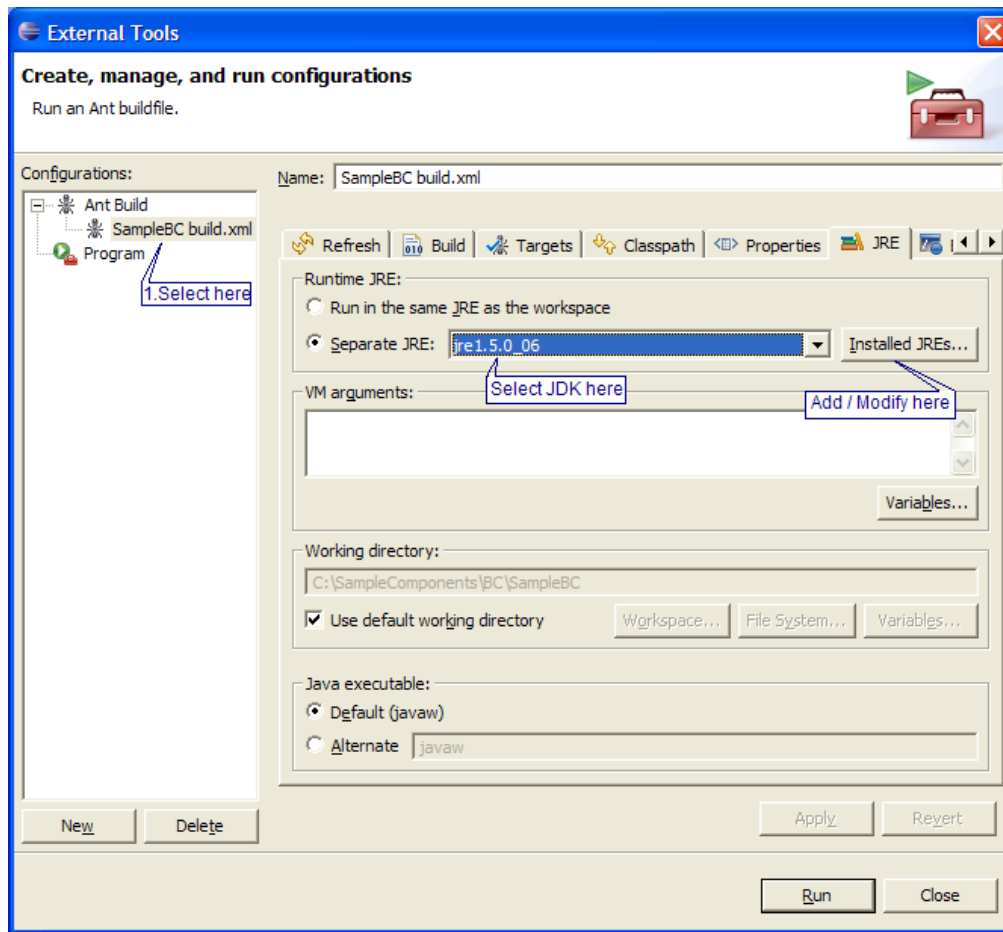 External Tools
Create, manage, and run configurations
Run an Ant buildfile.
Configurations:
Ant Build
SampleBC build.xml
Program
1.Select here
Name: SampleBC build.xml
Refresh Build Targets Classpath Properties JRE
Runtime JRE:
Run in the same JRE as the workspace
Separate JRE: jre1.5.0_06 Installed JREs...
Select JDK here
Add / Modify here
VM arguments:
Variables...
Working directory:
C:\SampleComponents\BC\SampleBC
Use default working directory Workspace... File System... Variables...
Java executable:
Default (javaw)
Alternate javaw
New Delete
Apply Revert
Run Close